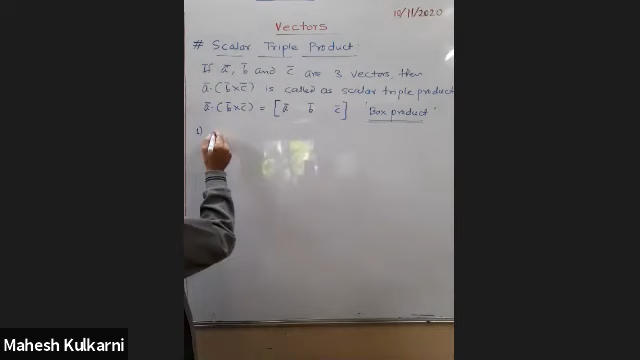 10/11/2020
Vectors
# Scalar Triple Product
If a̅, b̅ and c̅ are 3 vectors, then
a̅·(b̅×c̅) is called as scalar triple product
a̅·(b̅×c̅) = [a̅ b̅ c̅] 'Box product'
1)
Mahesh Kulkarni